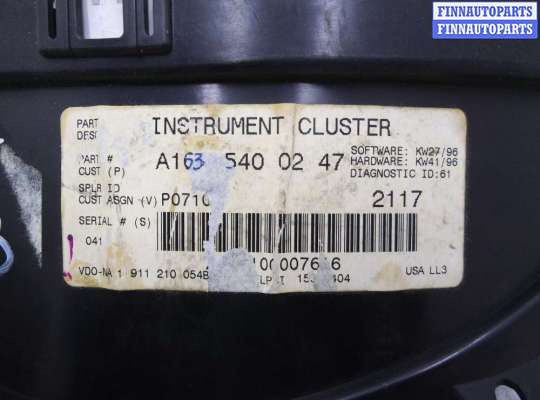 FINNAUTOPARTS
FINNAUTOPARTS
PART DESC INSTRUMENT CLUSTER
PART # CUST (P) A163 540 02 47
SOFTWARE: KW27/96
HARDWARE: KW41/96
DIAGNOSTIC ID:61
SPLR ID
CUST ASGN (V) P0710 2117
SERIAL # (S)
041
VDO-NA 1 911 210 054B
USA LL3